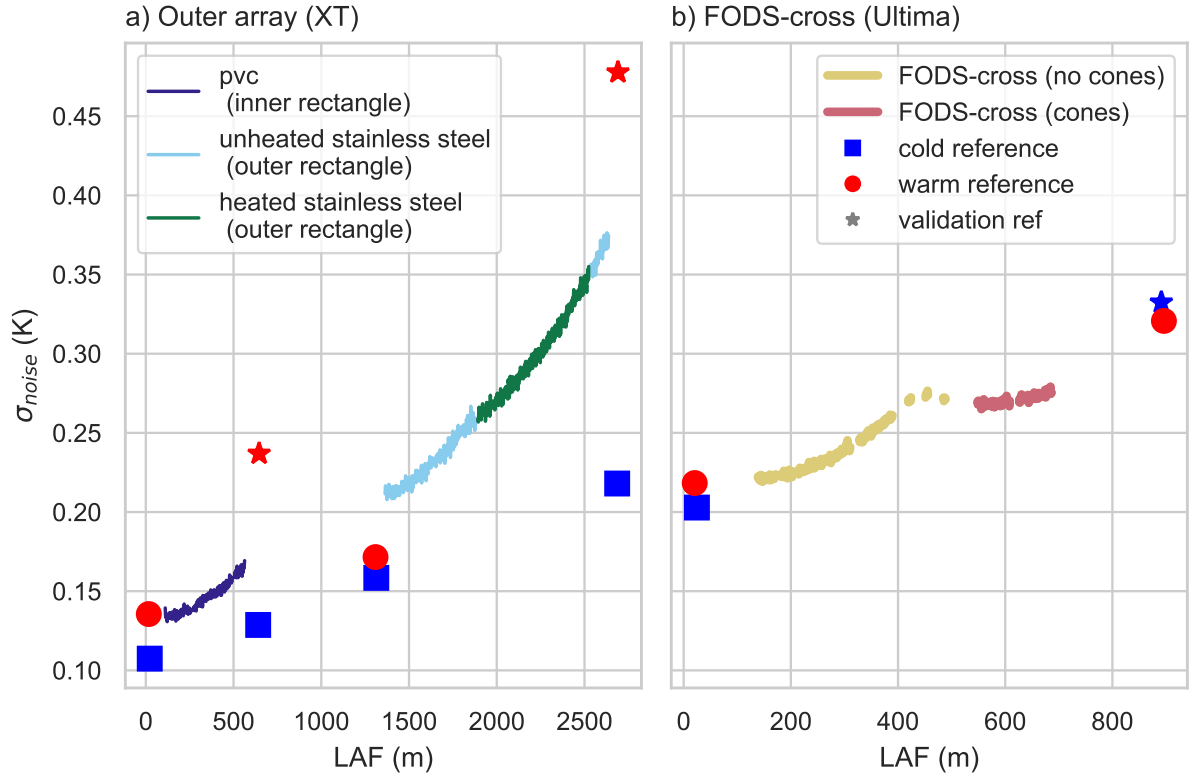 a) Outer array (XT)
b) FODS-cross (Ultima)
pvc
(inner rectangle)
unheated stainless steel
(outer rectangle)
heated stainless steel
(outer rectangle)
FODS-cross (no cones)
FODS-cross (cones)
cold reference
warm reference
validation ref
σnoise (K)
0.45
0.40
0.35
0.30
0.25
0.20
0.15
0.10
0 500 1000 1500 2000 2500
LAF (m)
0 200 400 600 800
LAF (m)